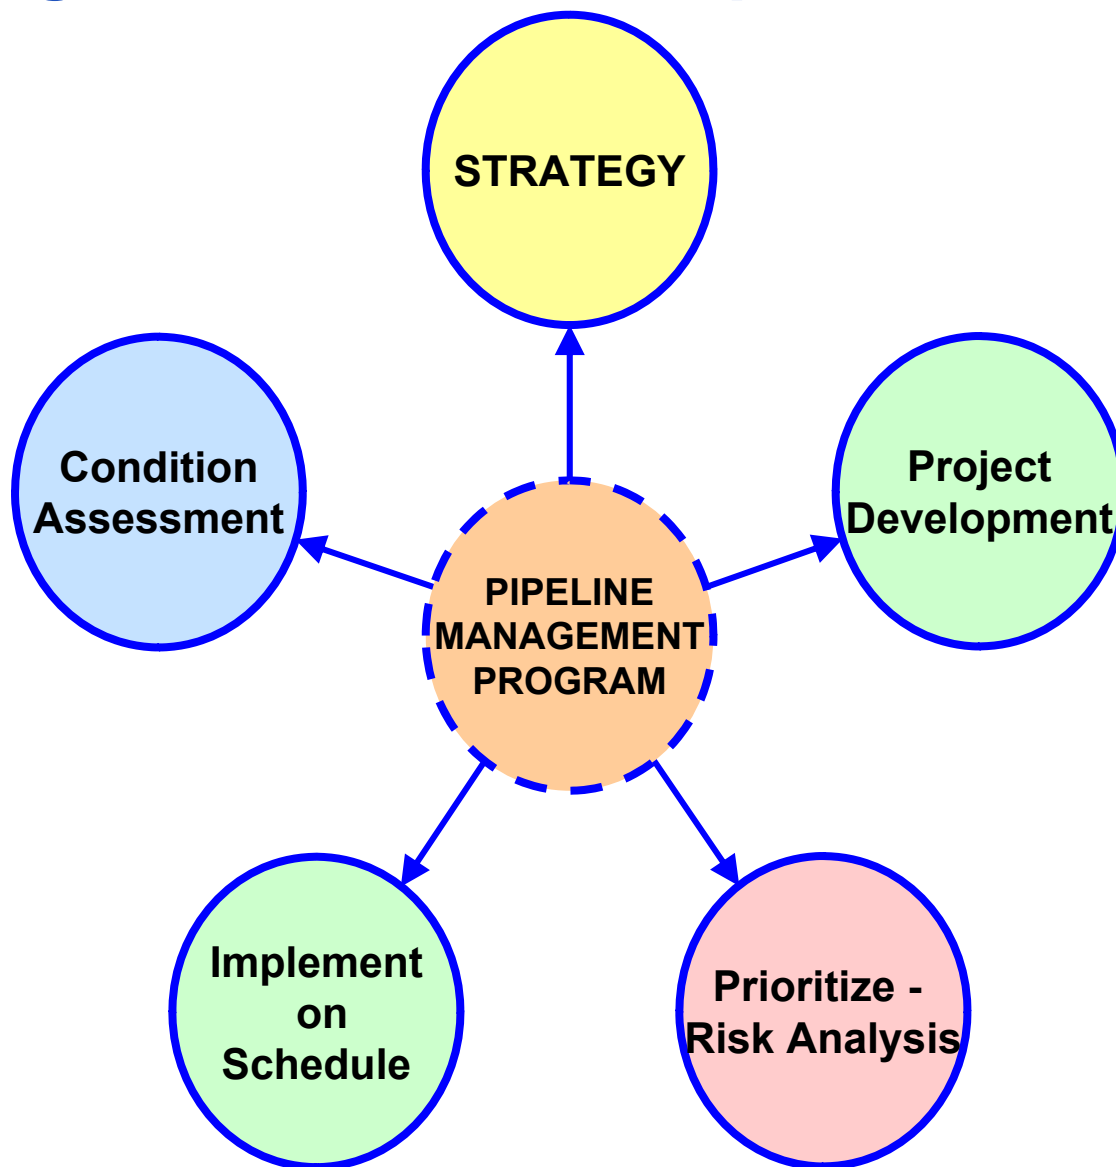 STRATEGY
Condition
Assessment
Project
Development
PIPELINE
MANAGEMENT
PROGRAM
Implement
on
Schedule
Prioritize -
Risk Analysis